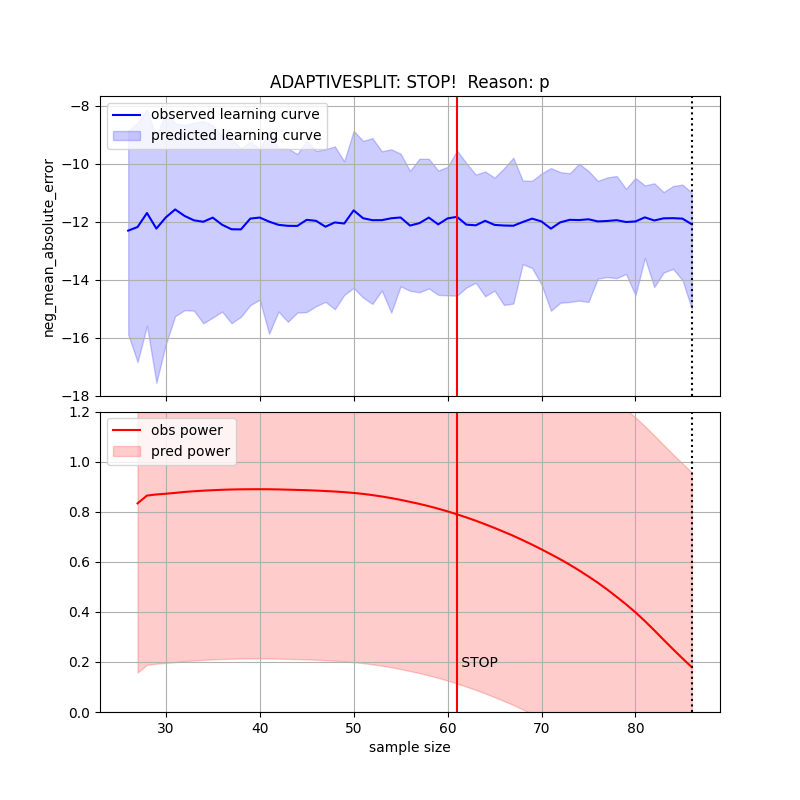 ADAPTIVESPLIT: STOP!  Reason: p
observed learning curve
predicted learning curve
neg_mean_absolute_error
−8
−10
−12
−14
−16
−18
obs power
pred power
1.2
1.0
0.8
0.6
0.4
0.2
0.0
STOP
30 40 50 60 70 80
sample size